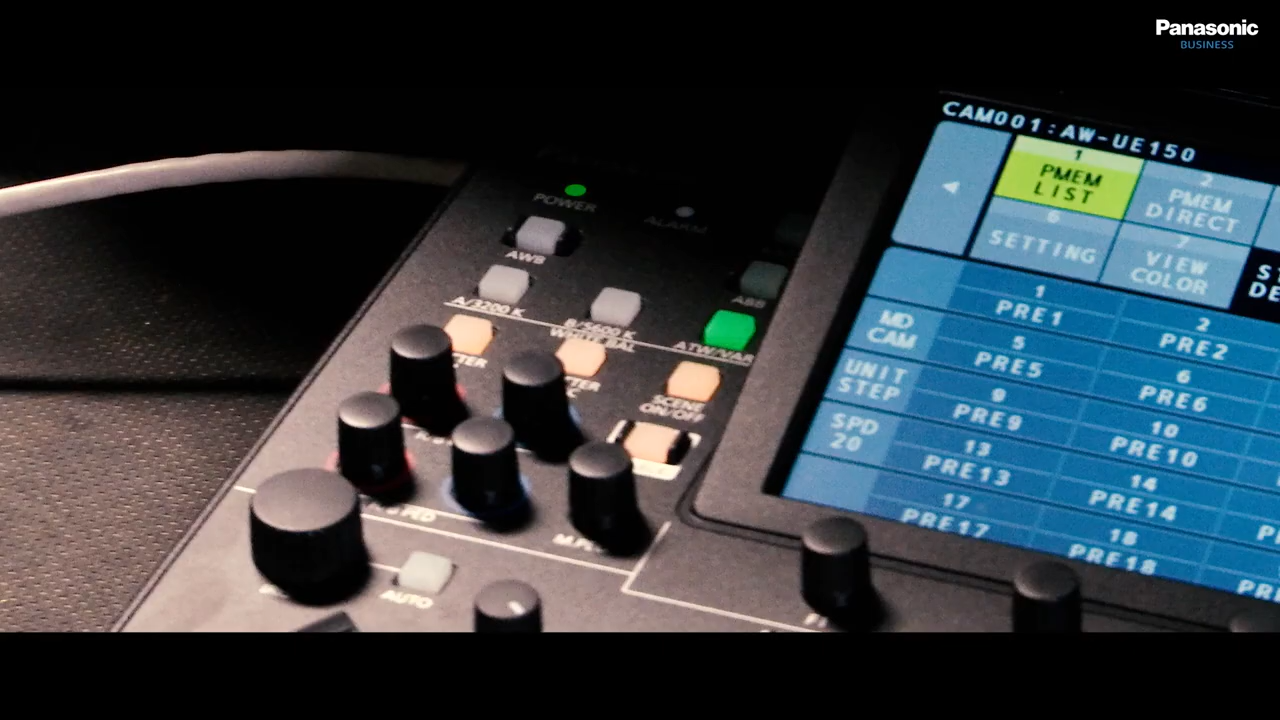 Panasonic
BUSINESS
CAM001:AW-UE150
1
PMEM
LIST
2
PMEM
DIRECT
6
SETTING
7
VIEW
COLOR
MD
CAM
UNIT
STEP
SPD
20
1
PRE1
2
PRE2
5
PRE5
6
PRE6
9
PRE9
10
PRE10
13
PRE13
14
PRE14
17
PRE17
18
PRE18
POWER
ALARM
AWB
ABB
A/3200 K
B/5600 K
ATW/VAR
WHITE BAL
SCENE
ON/OFF
AUTO